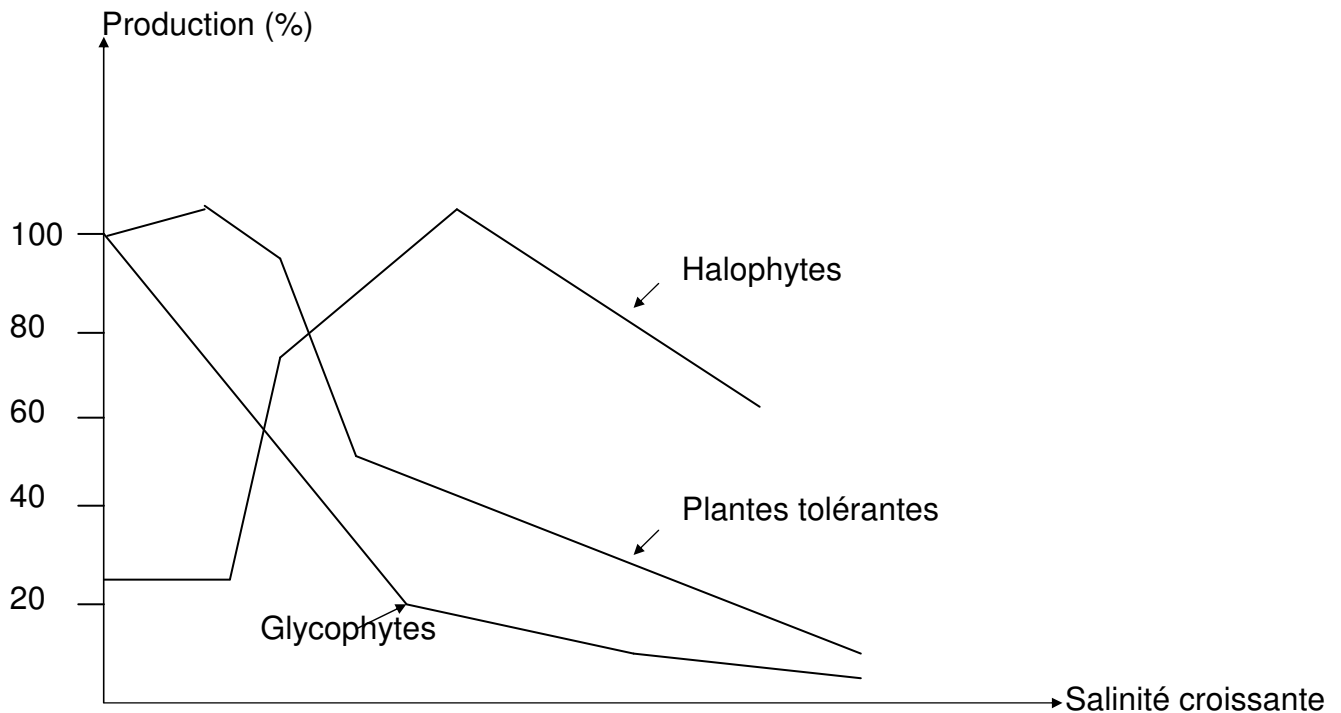 Production (%)
100
Halophytes
80
60
40
Plantes tolérantes
20
Glycophytes
Salinité croissante